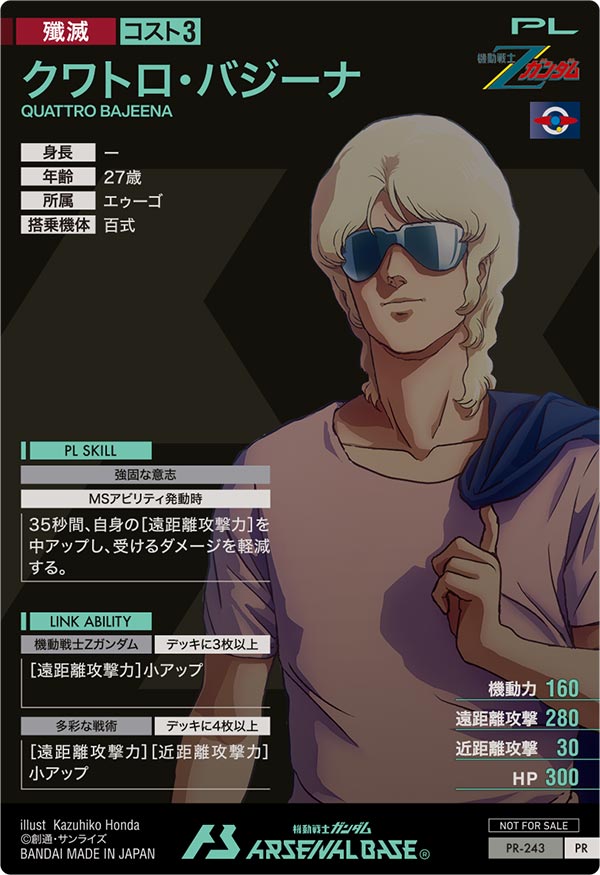 殲滅 コスト3
PL
クワトロ・バジーナ
QUATTRO BAJEENA
機動戦士
Zガンダム
身長 ー
年齢 27歳
所属 エゥーゴ
搭乗機体 百式
PL SKILL
強固な意志
MSアビリティ発動時
35秒間、自身の[遠距離攻撃力]を
中アップし、受けるダメージを軽減
する。
LINK ABILITY
機動戦士Zガンダム デッキに3枚以上
[遠距離攻撃力]小アップ
多彩な戦術 デッキに4枚以上
[遠距離攻撃力][近距離攻撃力]
小アップ
機動力 160
遠距離攻撃 280
近距離攻撃 30
HP 300
illust Kazuhiko Honda
©創通・サンライズ
BANDAI MADE IN JAPAN
機動戦士ガンダム
AB ARSENAL BASE®
NOT FOR SALE
PR-243 PR